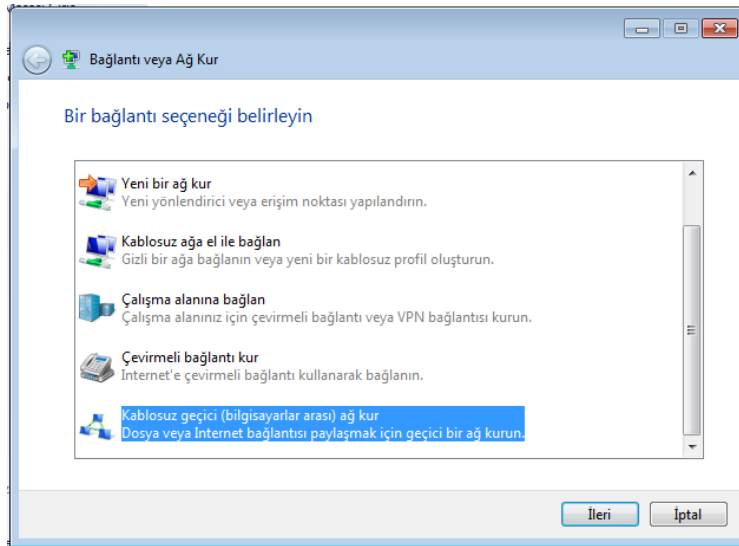 Bağlantı veya Ağ Kur
Bir bağlantı seçeneği belirleyin
Yeni bir ağ kur
Yeni yönlendirici veya erişim noktası yapılandırın.
Kablosuz ağa el ile bağlan
Gizli bir ağa bağlanın veya yeni bir kablosuz profil oluşturun.
Çalışma alanına bağlan
Çalışma alanınız için çevirmeli bağlantı veya VPN bağlantısı kurun.
Çevirmeli bağlantı kur
Internet'e çevirmeli bağlantı kullanarak bağlanın.
Kablosuz geçici (bilgisayarlar arası) ağ kur
Dosya veya Internet bağlantısı paylaşmak için geçici bir ağ kurun.
İleri
İptal